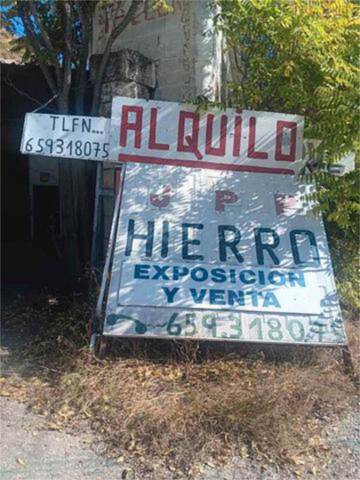 TLFN...
659318075
ALQUILO
J P F
HIERRO
EXPOSICION
Y VENTA
659318075